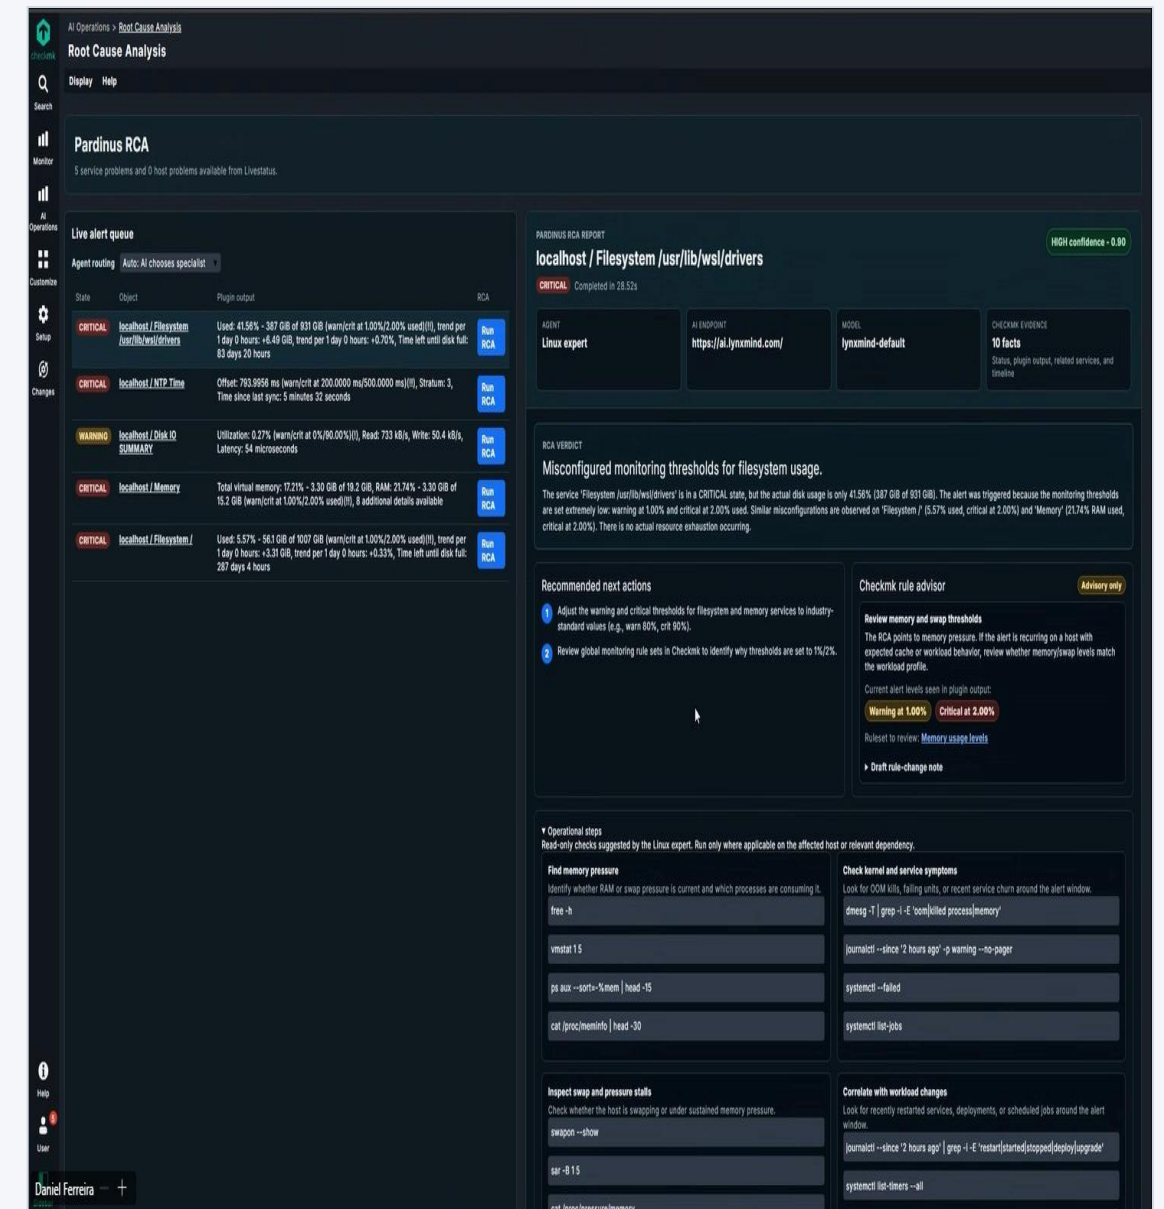 AI Operations > Root Cause Analysis
Root Cause Analysis
checkmk
Display Help
Search
Monitor
AI Operations
Customize
Setup
Changes
Help
5
User
Pardinus RCA
5 service problems and 0 host problems available from Livestatus.
Live alert queue
Agent routing Auto: AI chooses specialist
State Object Plugin output RCA
CRITICAL localhost / Filesystem /usr/lib/wsl/drivers
Used: 41.56% - 387 GiB of 931 GiB (warn/crit at 1.00%/2.00% used)(!!), trend per
1 day 0 hours: +6.49 GiB, trend per 1 day 0 hours: +0.70%, Time left until disk full:
83 days 20 hours
Run RCA
CRITICAL localhost / NTP Time
Offset: 793.9956 ms (warn/crit at 200.0000 ms/500.0000 ms)(!!), Stratum: 3,
Time since last sync: 5 minutes 32 seconds
Run RCA
WARNING localhost / Disk IO SUMMARY
Utilization: 0.27% (warn/crit at 0%/90.00%)(!), Read: 733 kB/s, Write: 50.4 kB/s,
Latency: 54 microseconds
Run RCA
CRITICAL localhost / Memory
Total virtual memory: 17.21% - 3.30 GiB of 19.2 GiB, RAM: 21.74% - 3.30 GiB of
15.2 GiB (warn/crit at 1.00%/2.00% used)(!!), 8 additional details available
Run RCA
CRITICAL localhost / Filesystem /
Used: 5.57% - 56.1 GiB of 1007 GiB (warn/crit at 1.00%/2.00% used)(!!), trend per
1 day 0 hours: +3.31 GiB, trend per 1 day 0 hours: +0.33%, Time left until disk full:
287 days 4 hours
Run RCA
PARDINUS RCA REPORT
localhost / Filesystem /usr/lib/wsl/drivers
HIGH confidence - 0.90
CRITICAL Completed in 28.52s
AGENT
Linux expert
AI ENDPOINT
https://ai.lynxmind.com/
MODEL
lynxmind-default
CHECKMK EVIDENCE
10 facts
Status, plugin output, related services, and
timeline
RCA VERDICT
Misconfigured monitoring thresholds for filesystem usage.
The service 'Filesystem /usr/lib/wsl/drivers' is in a CRITICAL state, but the actual disk usage is only 41.56% (387 GiB of 931 GiB). The alert was triggered because the monitoring thresholds
are set extremely low: warning at 1.00% and critical at 2.00% used. Similar misconfigurations are observed on 'Filesystem /' (5.57% used, critical at 2.00%) and 'Memory' (21.74% RAM used,
critical at 2.00%). There is no actual resource exhaustion occurring.
Recommended next actions
1 Adjust the warning and critical thresholds for filesystem and memory services to industry-
standard values (e.g., warn 80%, crit 90%).
2 Review global monitoring rule sets in Checkmk to identify why thresholds are set to 1%/2%.
Checkmk rule advisor
Advisory only
Review memory and swap thresholds
The RCA points to memory pressure. If the alert is recurring on a host with
expected cache or workload behavior, review whether memory/swap levels match
the workload profile.
Current alert levels seen in plugin output:
Warning at 1.00% Critical at 2.00%
Ruleset to review: Memory usage levels
Draft rule-change note
Operational steps
Read-only checks suggested by the Linux expert. Run only where applicable on the affected host or relevant dependency.
Find memory pressure
Identify whether RAM or swap pressure is current and which processes are consuming it.
free -h
vmstat 1 5
ps aux --sort=-%mem | head -15
cat /proc/meminfo | head -30
Check kernel and service symptoms
Look for OOM kills, failing units, or recent service churn around the alert window.
dmesg -T | grep -i -E 'oom|killed process|memory'
journalctl --since '2 hours ago' -p warning --no-pager
systemctl --failed
systemctl list-jobs
Inspect swap and pressure stalls
Check whether the host is swapping or under sustained memory pressure.
swapon --show
sar -B 1 5
cat /proc/pressure/memory
Correlate with workload changes
Look for recently restarted services, deployments, or scheduled jobs around the alert
window.
journalctl --since '2 hours ago' | grep -i -E 'restart|started|stopped|deploy|upgrade'
systemctl list-timers --all
Daniel Ferreira
Sidebar